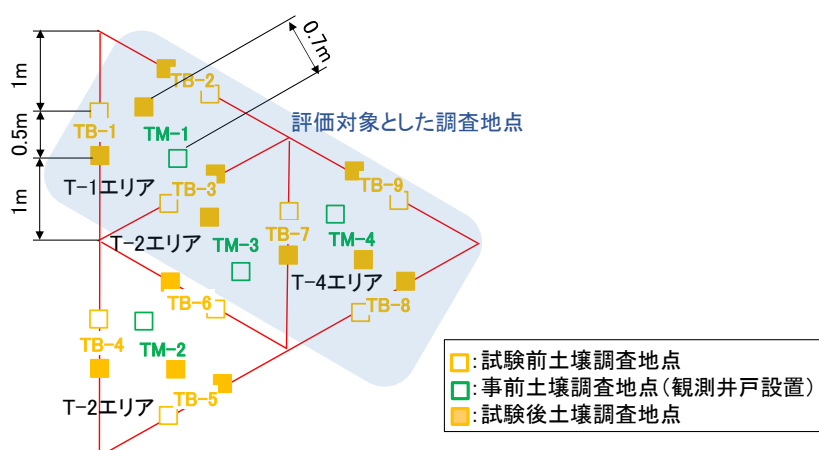 0.7m
1m
TB-2
TB-1
TM-1
評価対象とした調査地点
0.5m
T-1エリア
TB-3
TB-9
1m
T-2エリア
TB-7
TM-4
TM-3
T-4エリア
TB-6
TB-8
TB-4
TM-2
TB-5
T-2エリア
:試験前土壌調査地点
:事前土壌調査地点(観測井戸設置)
:試験後土壌調査地点